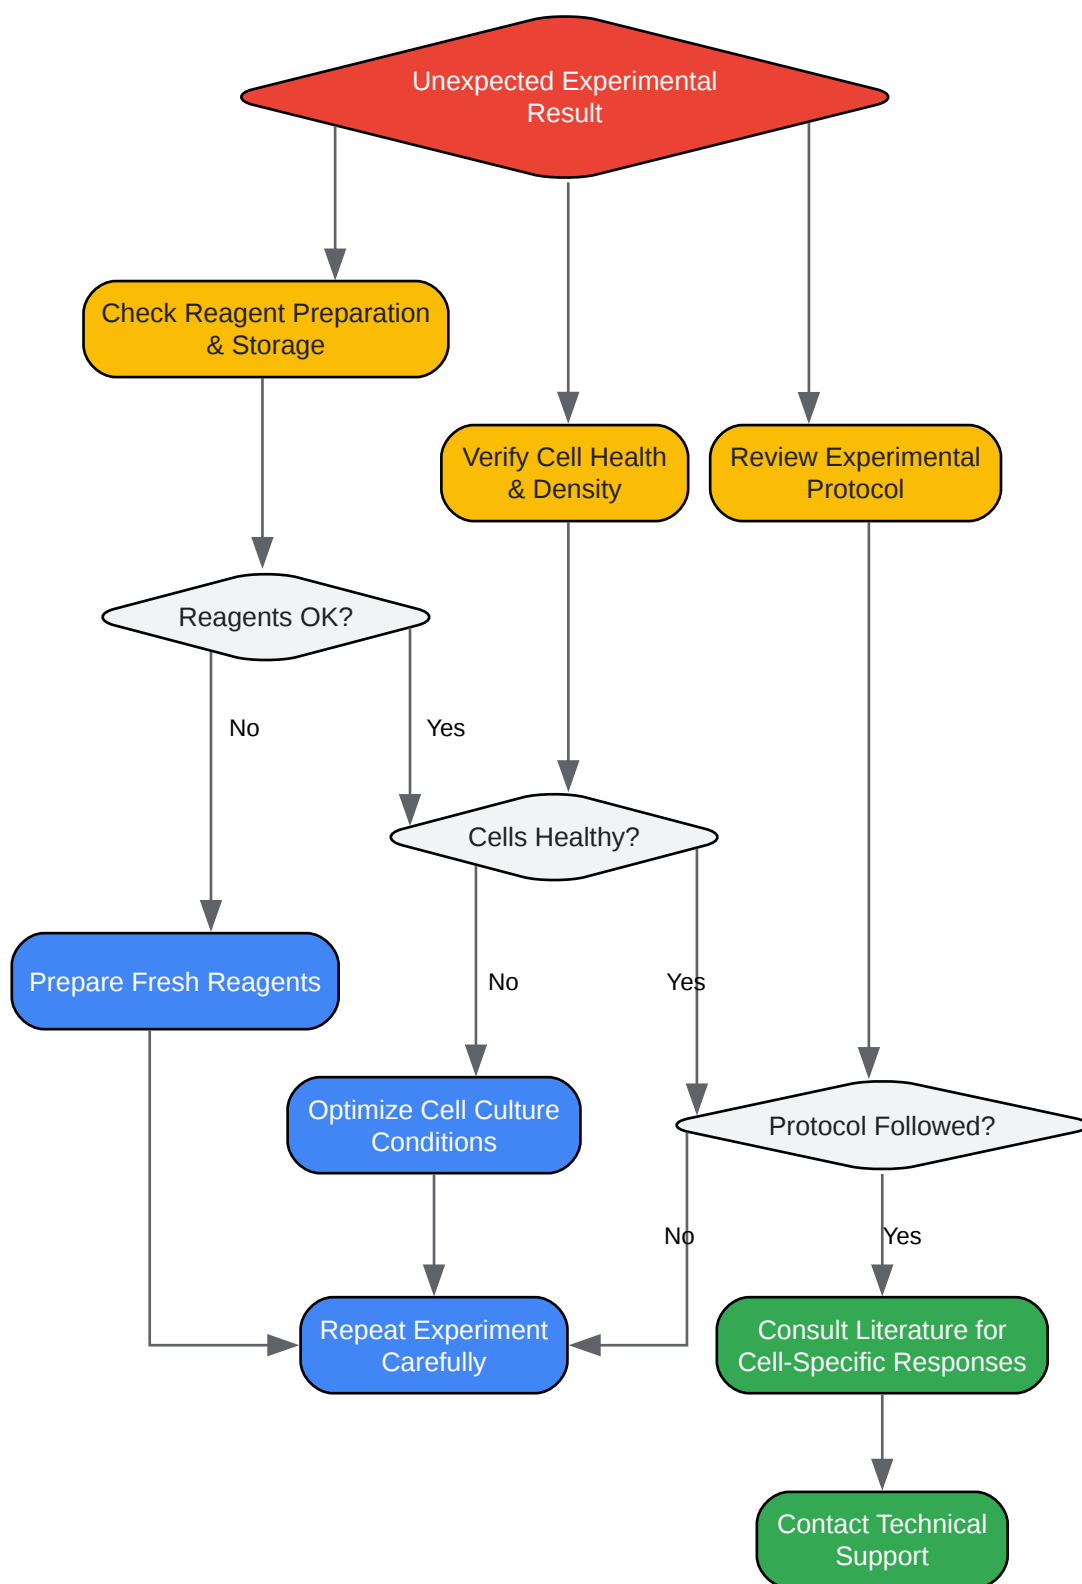 Unexpected Experimental
Result
Check Reagent Preparation
& Storage
Verify Cell Health
& Density
Review Experimental
Protocol
Reagents OK?
No
Yes
Cells Healthy?
Prepare Fresh Reagents
No
Yes
Optimize Cell Culture
Conditions
Protocol Followed?
No
Yes
Repeat Experiment
Carefully
Consult Literature for
Cell-Specific Responses
Contact Technical
Support